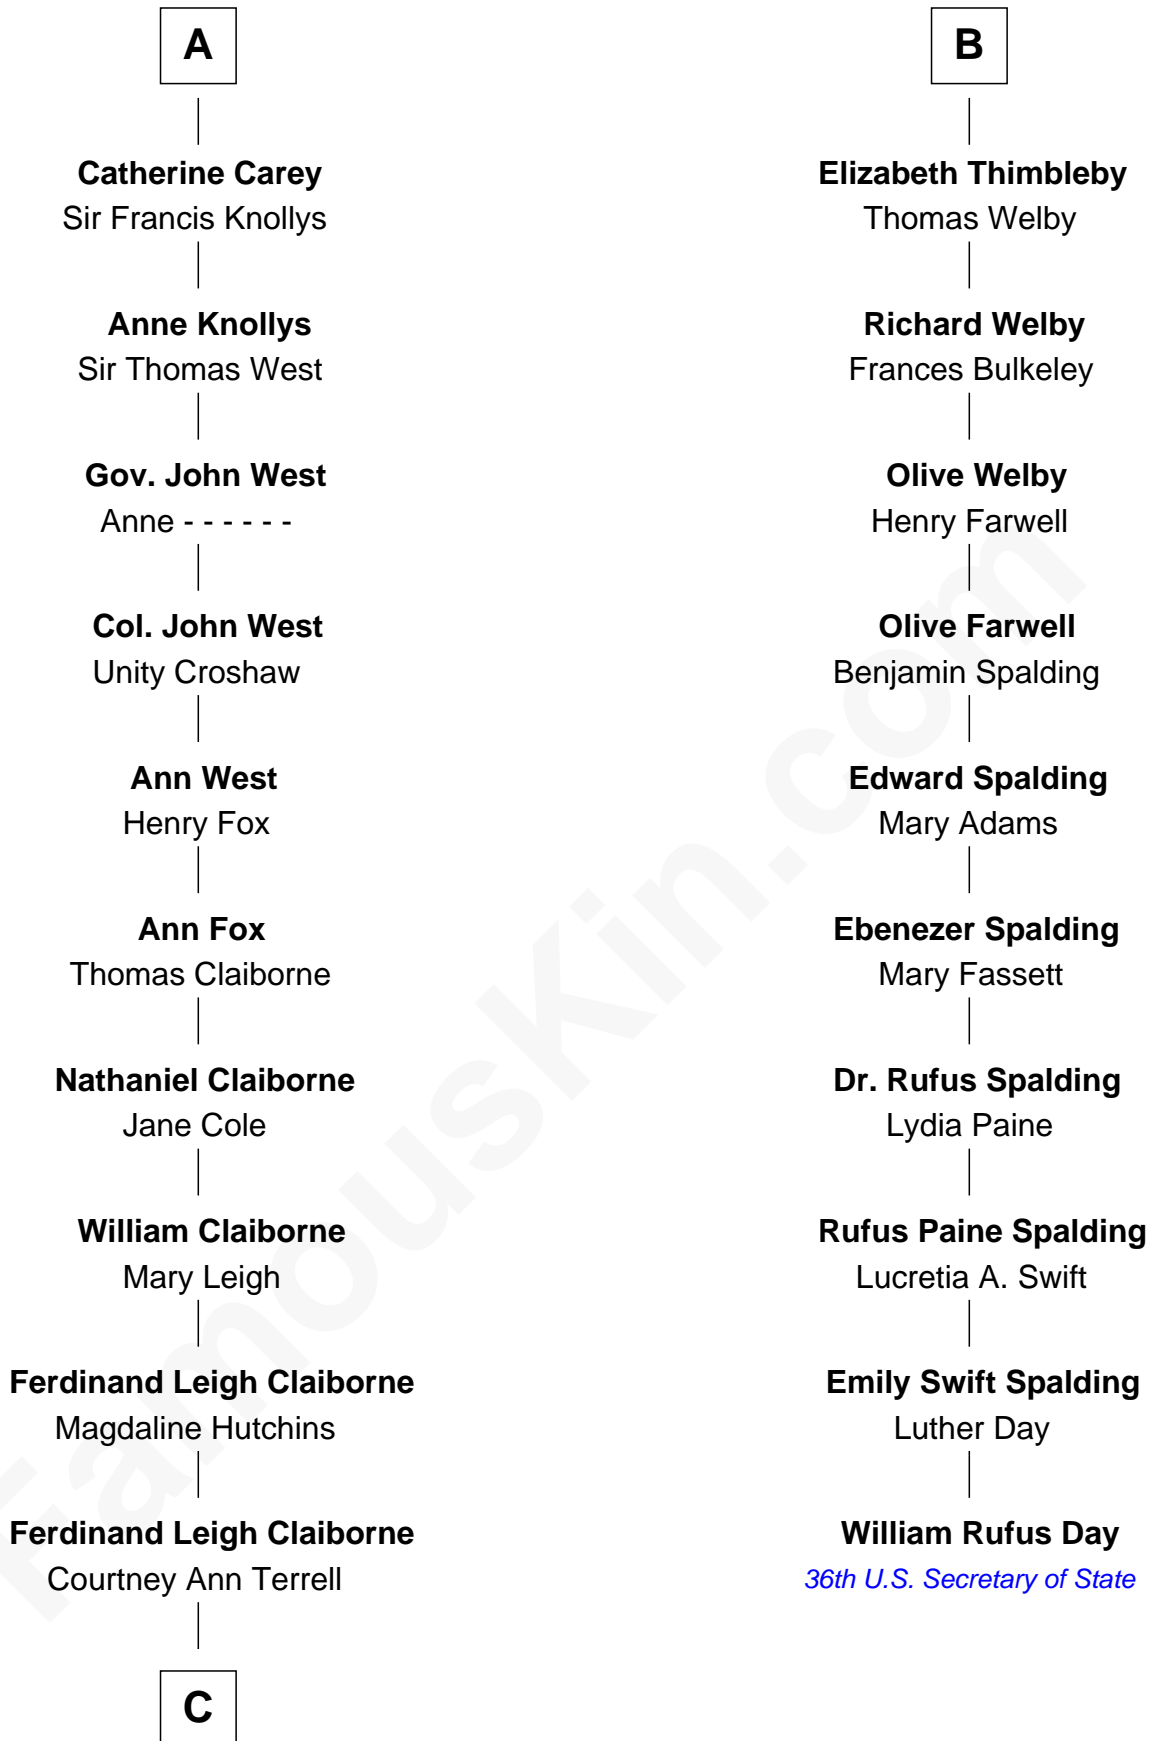 A
Catherine Carey
Sir Francis Knollys
Anne Knollys
Sir Thomas West
Gov. John West
Anne - - - - - -
Col. John West
Unity Croshaw
Ann West
Henry Fox
Ann Fox
Thomas Claiborne
Nathaniel Claiborne
Jane Cole
William Claiborne
Mary Leigh
Ferdinand Leigh Claiborne
Magdaline Hutchins
Ferdinand Leigh Claiborne
Courtney Ann Terrell
C
B
Elizabeth Thimbleby
Thomas Welby
Richard Welby
Frances Bulkeley
Olive Welby
Henry Farwell
Olive Farwell
Benjamin Spalding
Edward Spalding
Mary Adams
Ebenezer Spalding
Mary Fassett
Dr. Rufus Spalding
Lydia Paine
Rufus Paine Spalding
Lucretia A. Swift
Emily Swift Spalding
Luther Day
William Rufus Day
36th U.S. Secretary of State
FamousKin.com